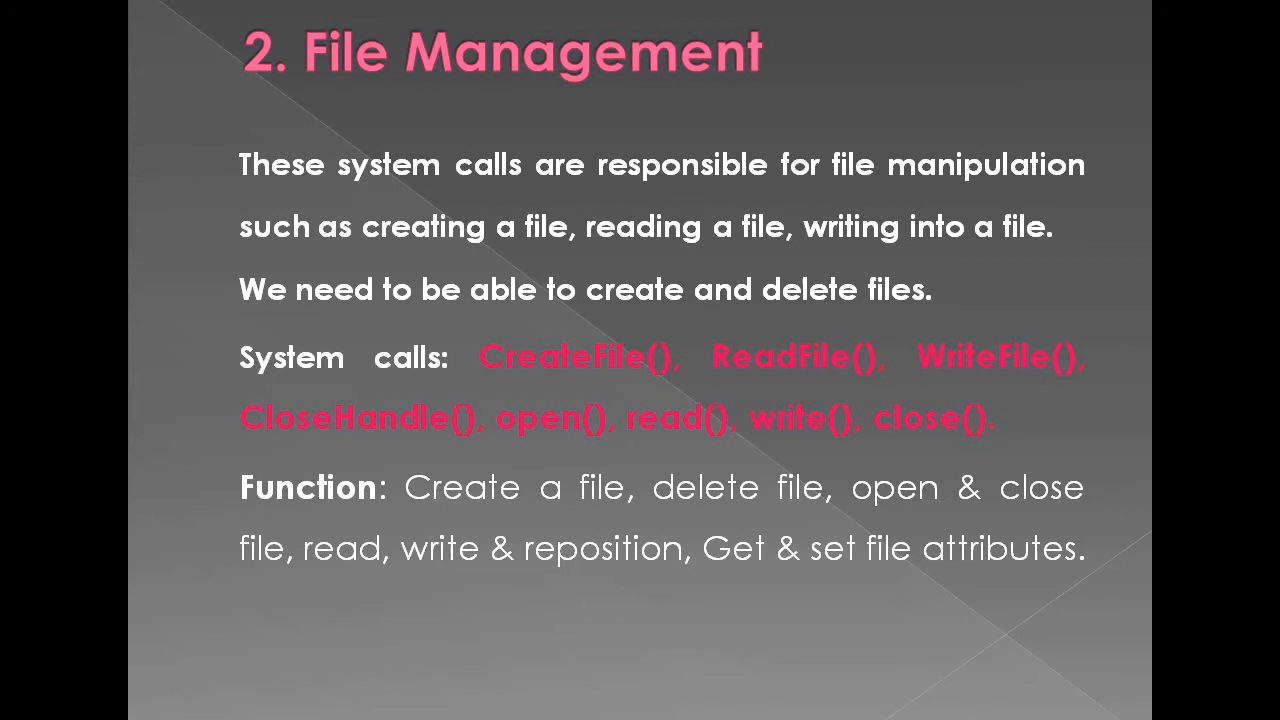 2. File Management
These system calls are responsible for file manipulation
such as creating a file, reading a file, writing into a file.
We need to be able to create and delete files.
System calls: CreateFile(), ReadFile(), WriteFile(),
CloseHandle(), open(), read(), write(), close().
Function: Create a file, delete file, open & close
file, read, write & reposition, Get & set file attributes.